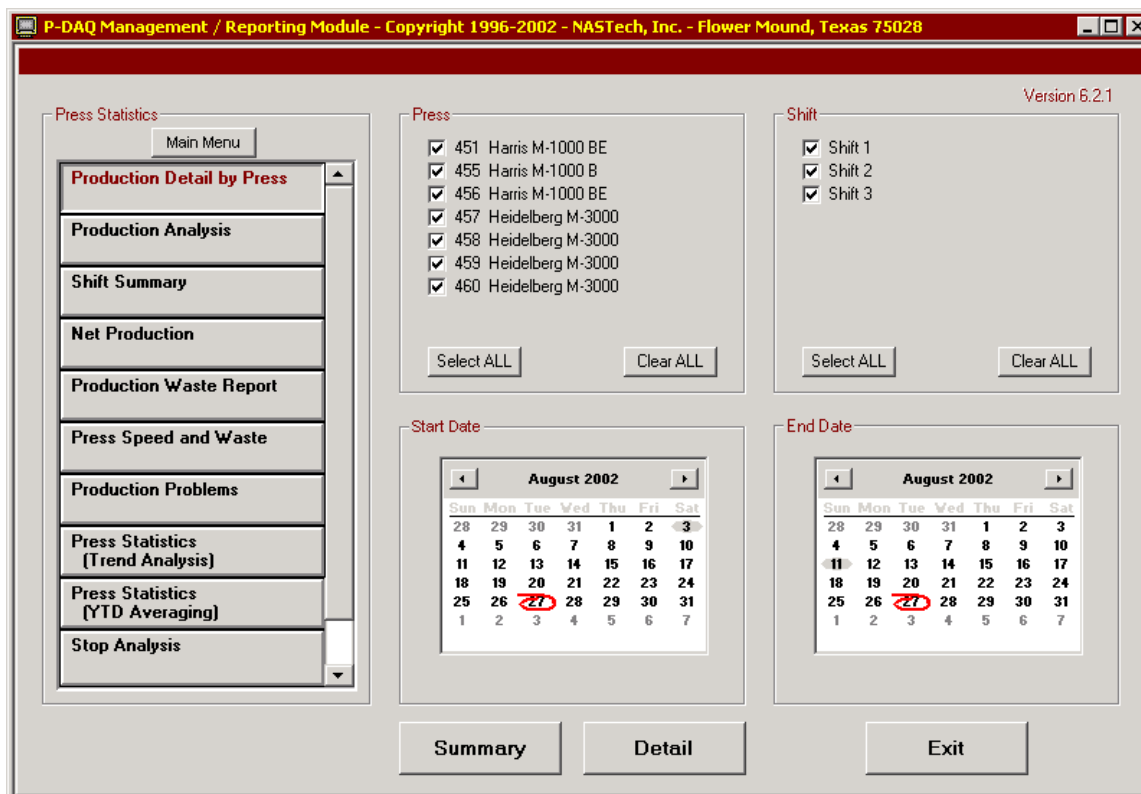 P-DAQ Management / Reporting Module - Copyright 1996-2002 - NASTech, Inc. - Flower Mound, Texas 75028
Version 6.2.1
Press Statistics
Main Menu
Production Detail by Press
Production Analysis
Shift Summary
Net Production
Production Waste Report
Press Speed and Waste
Production Problems
Press Statistics
(Trend Analysis)
Press Statistics
(YTD Averaging)
Stop Analysis
Press
451 Harris M-1000 BE
455 Harris M-1000 B
456 Harris M-1000 BE
457 Heidelberg M-3000
458 Heidelberg M-3000
459 Heidelberg M-3000
460 Heidelberg M-3000
Select ALL
Clear ALL
Shift
Shift 1
Shift 2
Shift 3
Select ALL
Clear ALL
Start Date
August 2002
Sun Mon Tue Wed Thu Fri Sat
28 29 30 31 1 2 3
4 5 6 7 8 9 10
11 12 13 14 15 16 17
18 19 20 21 22 23 24
25 26 27 28 29 30 31
1 2 3 4 5 6 7
End Date
August 2002
Sun Mon Tue Wed Thu Fri Sat
28 29 30 31 1 2 3
4 5 6 7 8 9 10
11 12 13 14 15 16 17
18 19 20 21 22 23 24
25 26 27 28 29 30 31
1 2 3 4 5 6 7
Summary
Detail
Exit